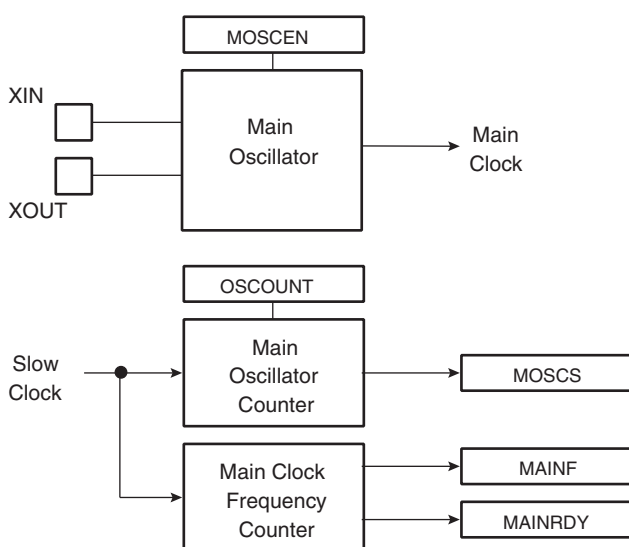 MOSCEN
XIN
Main
Oscillator
Main
Clock
XOUT
OSCOUNT
Slow
Clock
Main
Oscillator
Counter
MOSCS
Main Clock
Frequency
Counter
MAINF
MAINRDY